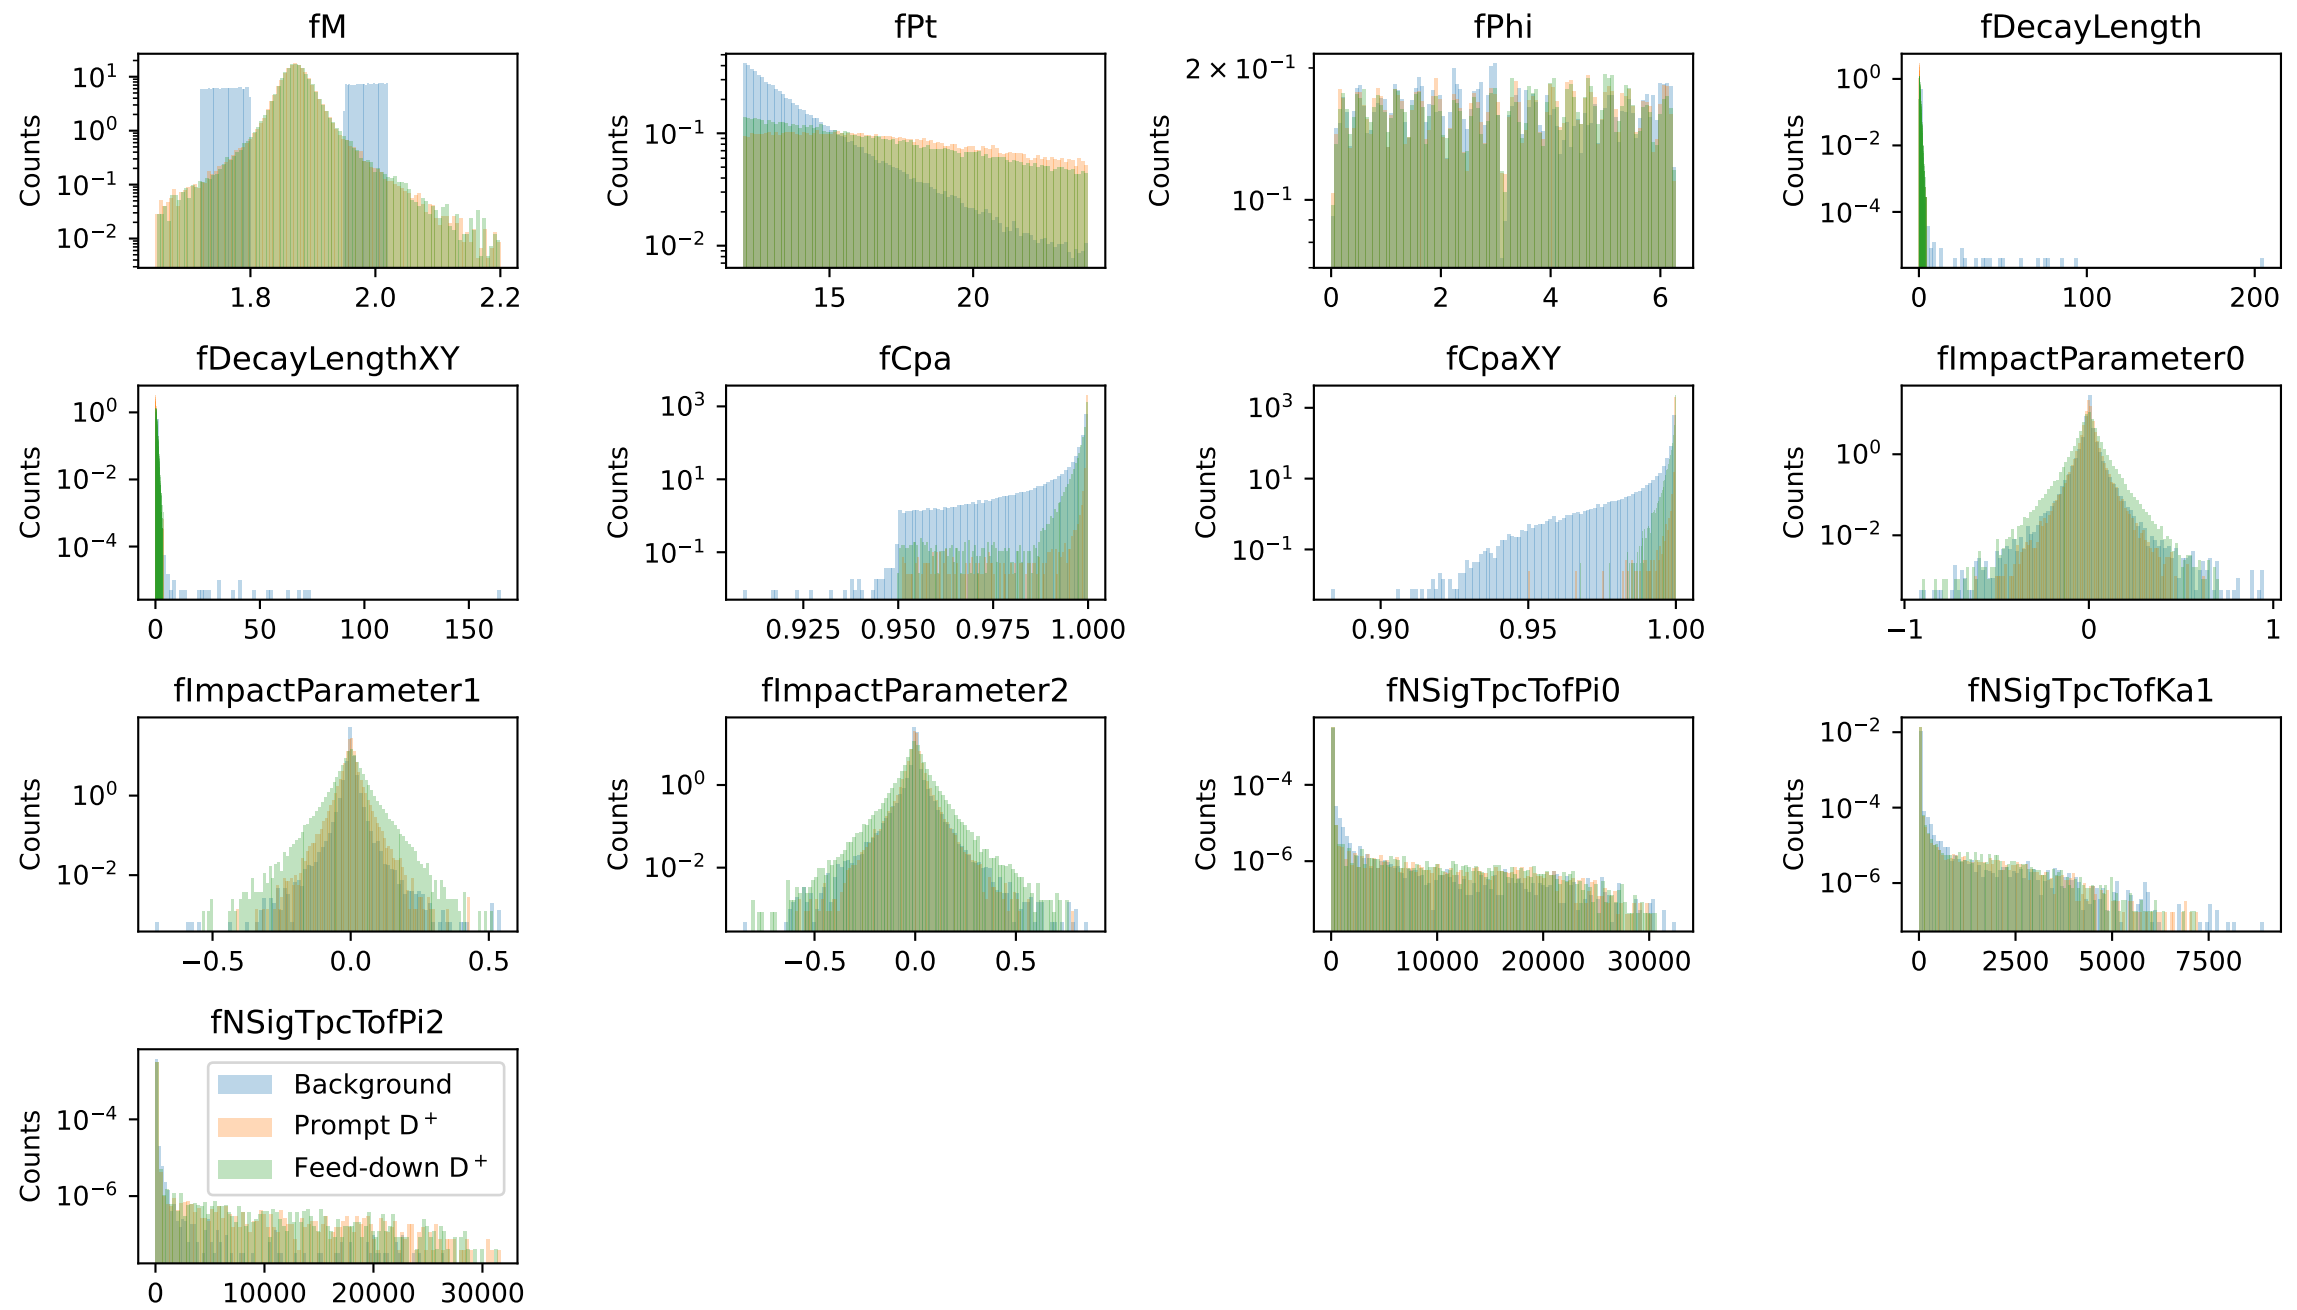 fM
Counts
10¹
10⁰
10⁻¹
10⁻²
1.8 2.0 2.2
fPt
Counts
10⁻¹
10⁻²
15 20
fPhi
Counts
2 × 10⁻¹
10⁻¹
0 2 4 6
fDecayLength
Counts
10⁰
10⁻²
10⁻⁴
0 100 200
fDecayLengthXY
Counts
10⁰
10⁻²
10⁻⁴
0 50 100 150
fCpa
Counts
10³
10¹
10⁻¹
0.925 0.950 0.975 1.000
fCpaXY
Counts
10³
10¹
10⁻¹
0.90 0.95 1.00
fImpactParameter0
Counts
10⁰
10⁻²
−1 0 1
fImpactParameter1
Counts
10⁰
10⁻²
−0.5 0.0 0.5
fImpactParameter2
Counts
10⁰
10⁻²
−0.5 0.0 0.5
fNSigTpcTofPi0
Counts
10⁻⁴
10⁻⁶
0 10000 20000 30000
fNSigTpcTofKa1
Counts
10⁻²
10⁻⁴
10⁻⁶
0 2500 5000 7500
fNSigTpcTofPi2
Counts
10⁻⁴
10⁻⁶
Background
Prompt D⁺
Feed-down D⁺
0 10000 20000 30000